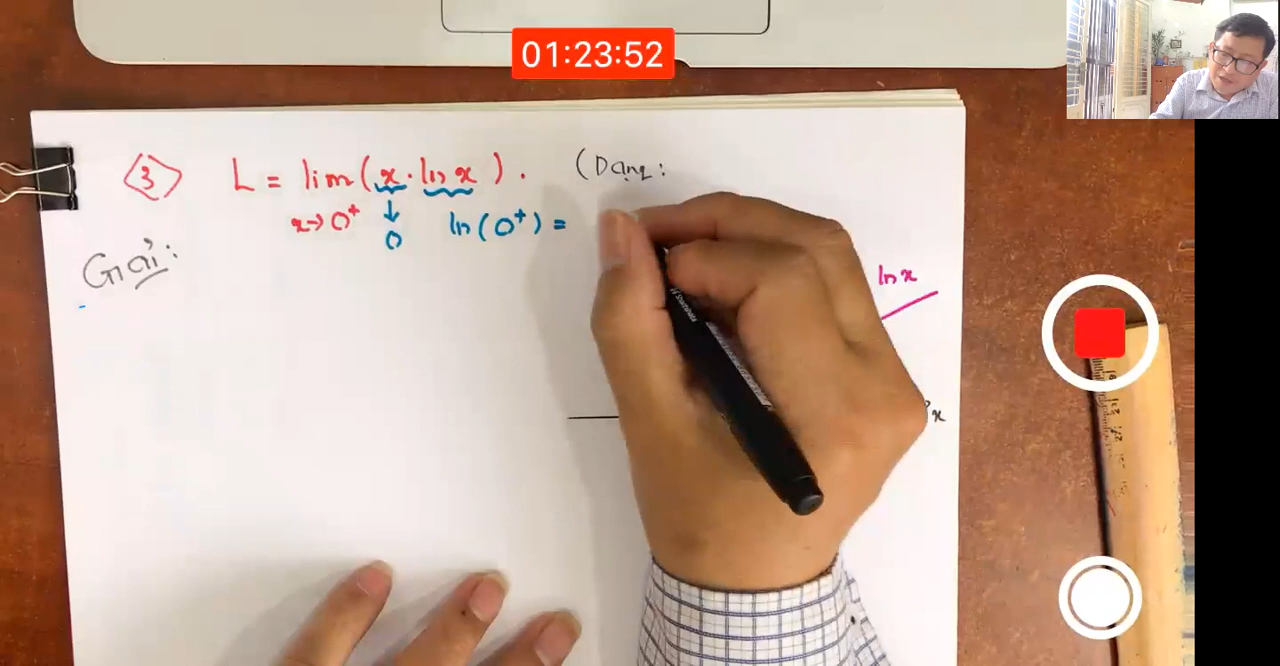 01:23:52
3 L = lim (x . ln x ) . (Dạng :
x→0⁺ ↓ 0 ln (0⁺) =
Giải :
ln x
x